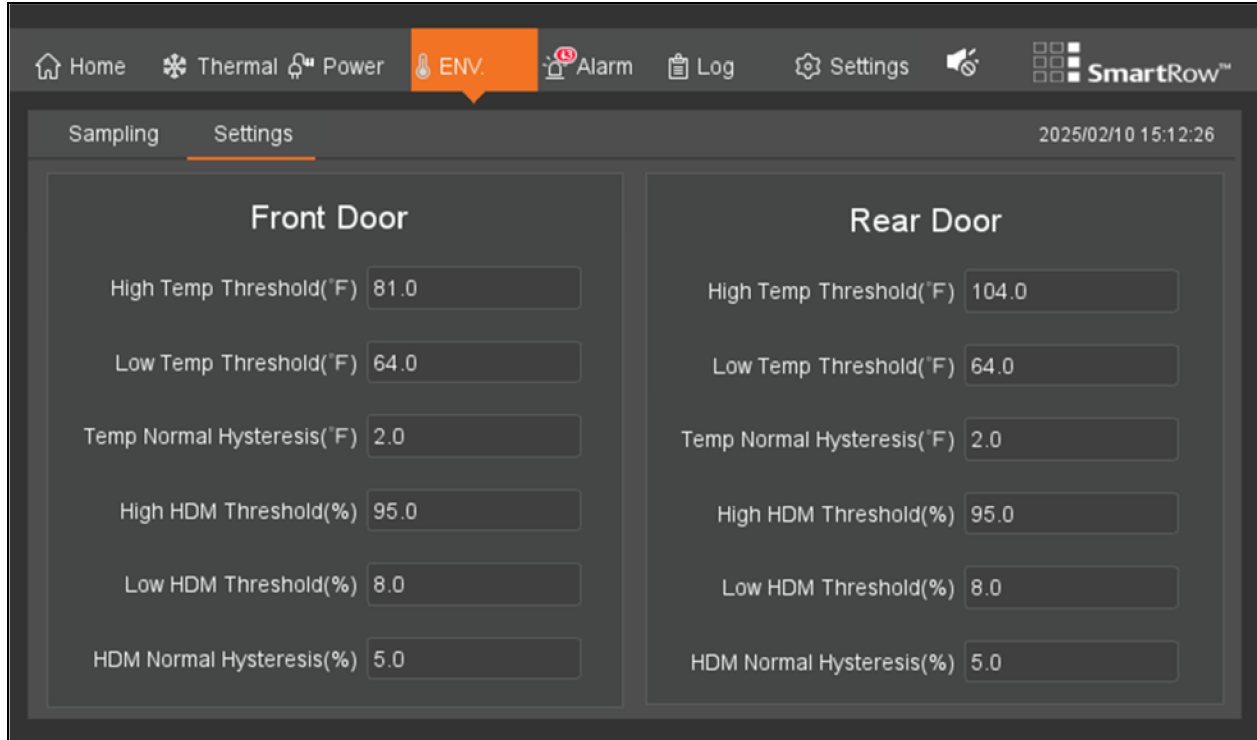 Home Thermal Power ENV. 43 Alarm Log Settings SmartRow™
Sampling Settings 2025/02/10 15:12:26
Front Door
High Temp Threshold(°F) 81.0
Low Temp Threshold(°F) 64.0
Temp Normal Hysteresis(°F) 2.0
High HDM Threshold(%) 95.0
Low HDM Threshold(%) 8.0
HDM Normal Hysteresis(%) 5.0
Rear Door
High Temp Threshold(°F) 104.0
Low Temp Threshold(°F) 64.0
Temp Normal Hysteresis(°F) 2.0
High HDM Threshold(%) 95.0
Low HDM Threshold(%) 8.0
HDM Normal Hysteresis(%) 5.0